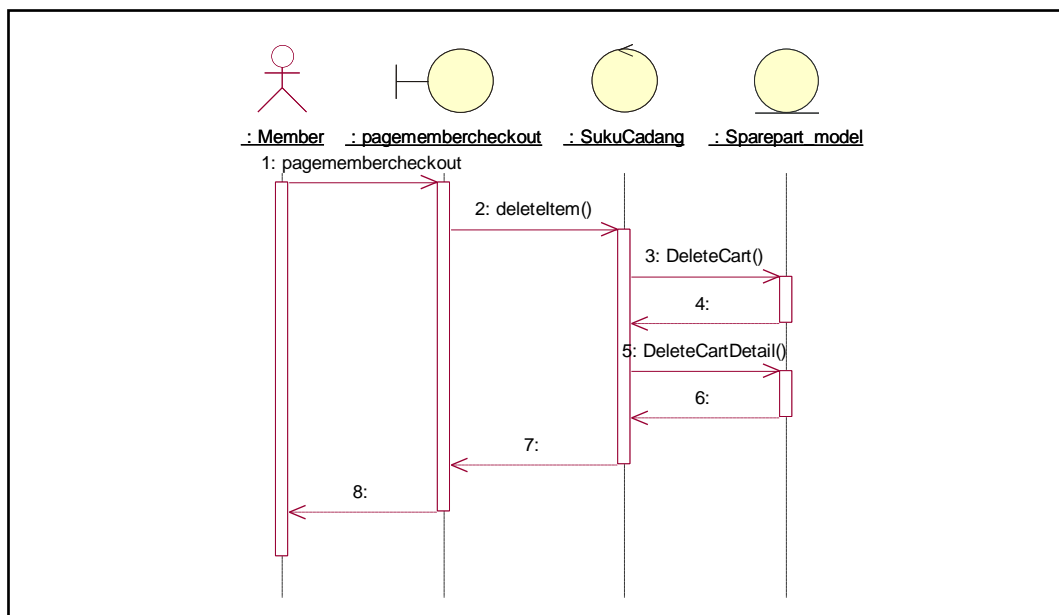 : Member
: pagemembercheckout
: SukuCadang
: Sparepart_model
1: pagemembercheckout
2: deleteItem()
3: DeleteCart()
4:
5: DeleteCartDetail()
6:
7:
8: